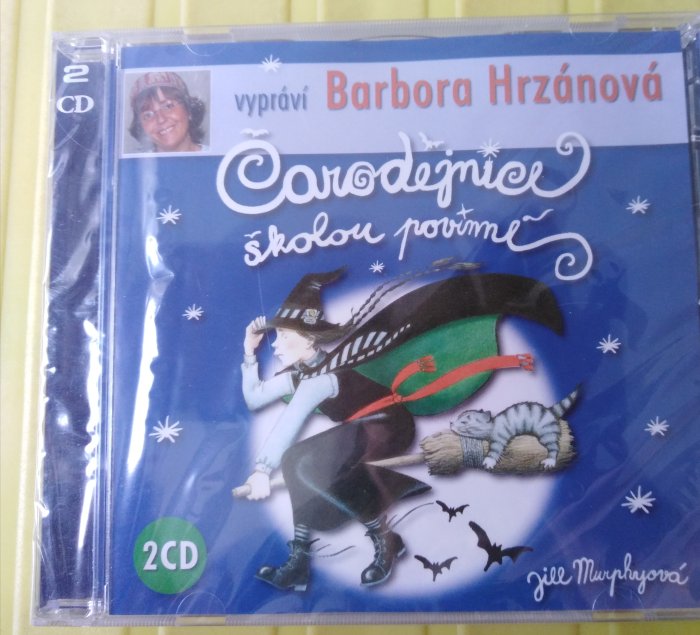 2
CD
vypráví Barbora Hrzánová
Čarodějnice
školou povinné
2CD
Jill Murphyová